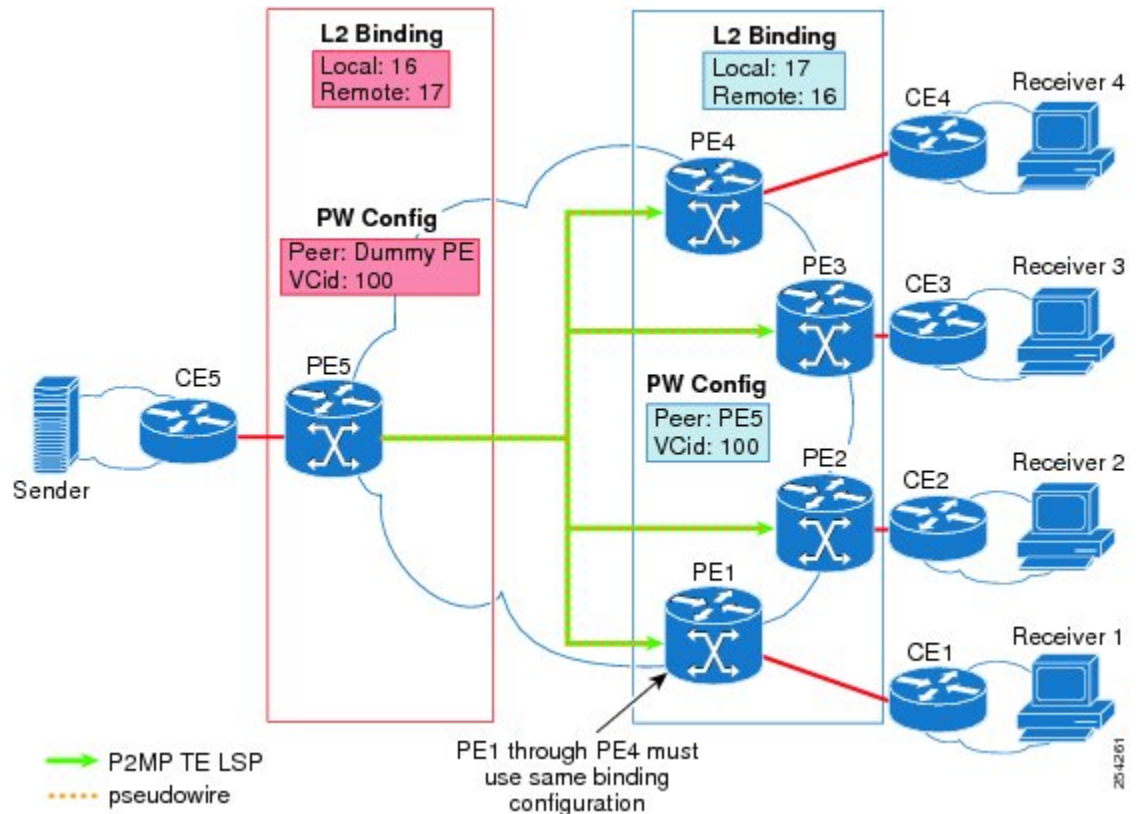 L2 Binding
Local: 16
Remote: 17
L2 Binding
Local: 17
Remote: 16
CE4
Receiver 4
PE4
PW Config
Peer: Dummy PE
VCid: 100
PE3
CE3
Receiver 3
CE5
PE5
PW Config
Peer: PE5
VCid: 100
PE2
CE2
Receiver 2
Sender
PE1
CE1
Receiver 1
P2MP TE LSP
pseudowire
PE1 through PE4 must
use same binding
configuration
254261